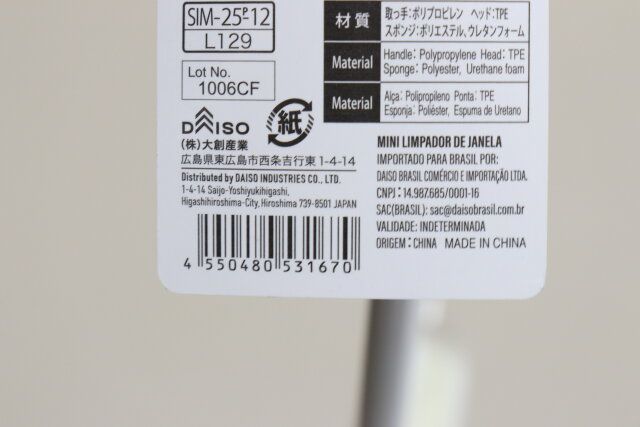 SIM-25P-12
L129
Lot No.
1006CF
DAISO
紙
(株)大創産業
広島県東広島市西条吉行東1-4-14
Distributed by DAISO INDUSTRIES CO., LTD.
1-4-14 Saijo-Yoshiyukihigashi,
Higashihiroshima-City, Hiroshima 739-8501 JAPAN
4 550480 531670
材質
取っ手:ポリプロピレン ヘッド:TPE
スポンジ:ポリエステル、ウレタンフォーム
Material
Handle: Polypropylene Head: TPE
Sponge: Polyester, Urethane foam
Material
Alça: Polipropileno Ponta: TPE
Esponja: Poliéster, Espuma de Uretano
MINI LIMPADOR DE JANELA
IMPORTADO PARA BRASIL POR:
DAISO BRASIL COMÉRCIO E IMPORTAÇÃO LTDA.
CNPJ: 14.987.685/0001-16
SAC(BRASIL): sac@daisobrasil.com.br
VALIDADE: INDETERMINADA
ORIGEM: CHINA MADE IN CHINA